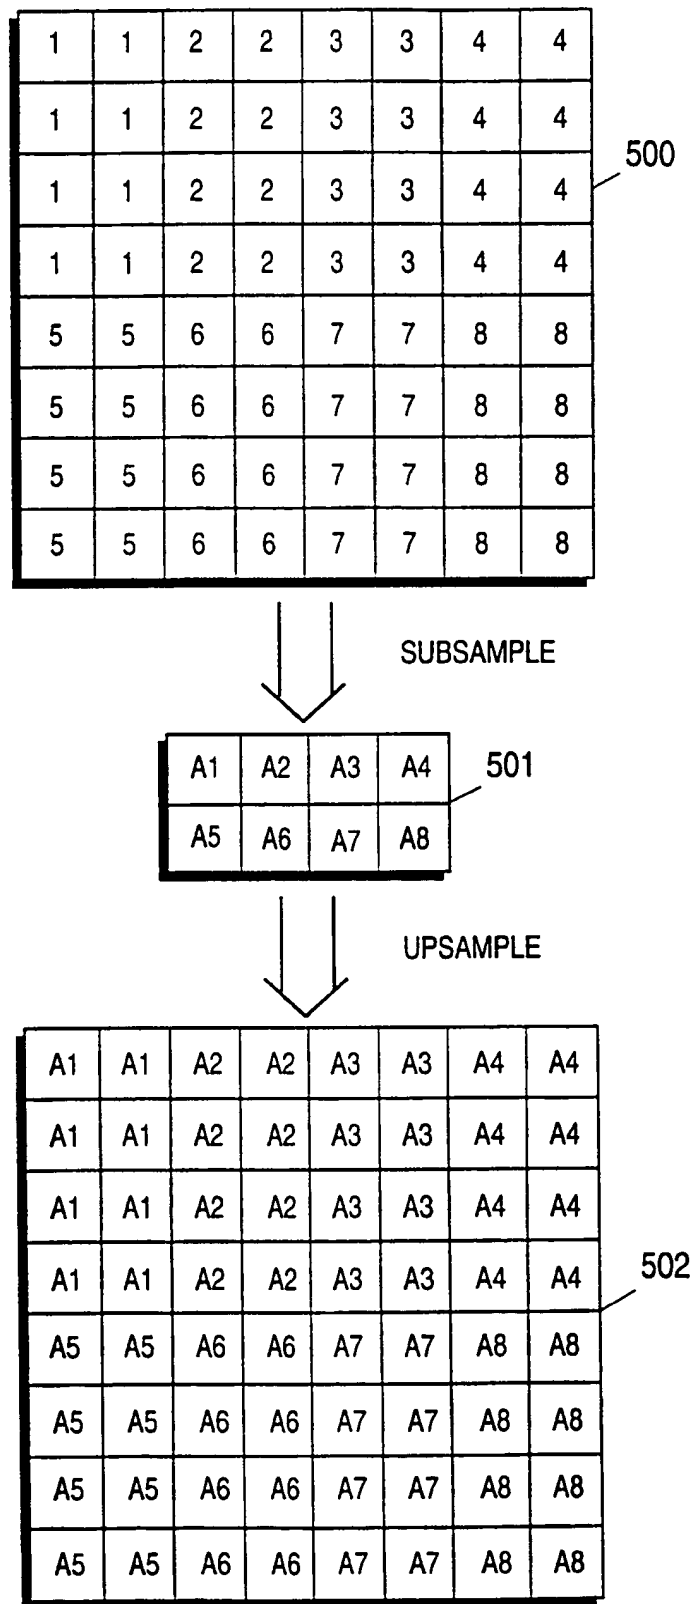 1 1 2 2 3 3 4 4
1 1 2 2 3 3 4 4
500
1 1 2 2 3 3 4 4
1 1 2 2 3 3 4 4
5 5 6 6 7 7 8 8
5 5 6 6 7 7 8 8
5 5 6 6 7 7 8 8
5 5 6 6 7 7 8 8
SUBSAMPLE
A1 A2 A3 A4 501
A5 A6 A7 A8
UPSAMPLE
A1 A1 A2 A2 A3 A3 A4 A4
A1 A1 A2 A2 A3 A3 A4 A4
A1 A1 A2 A2 A3 A3 A4 A4
A1 A1 A2 A2 A3 A3 A4 A4
502
A5 A5 A6 A6 A7 A7 A8 A8
A5 A5 A6 A6 A7 A7 A8 A8
A5 A5 A6 A6 A7 A7 A8 A8
A5 A5 A6 A6 A7 A7 A8 A8